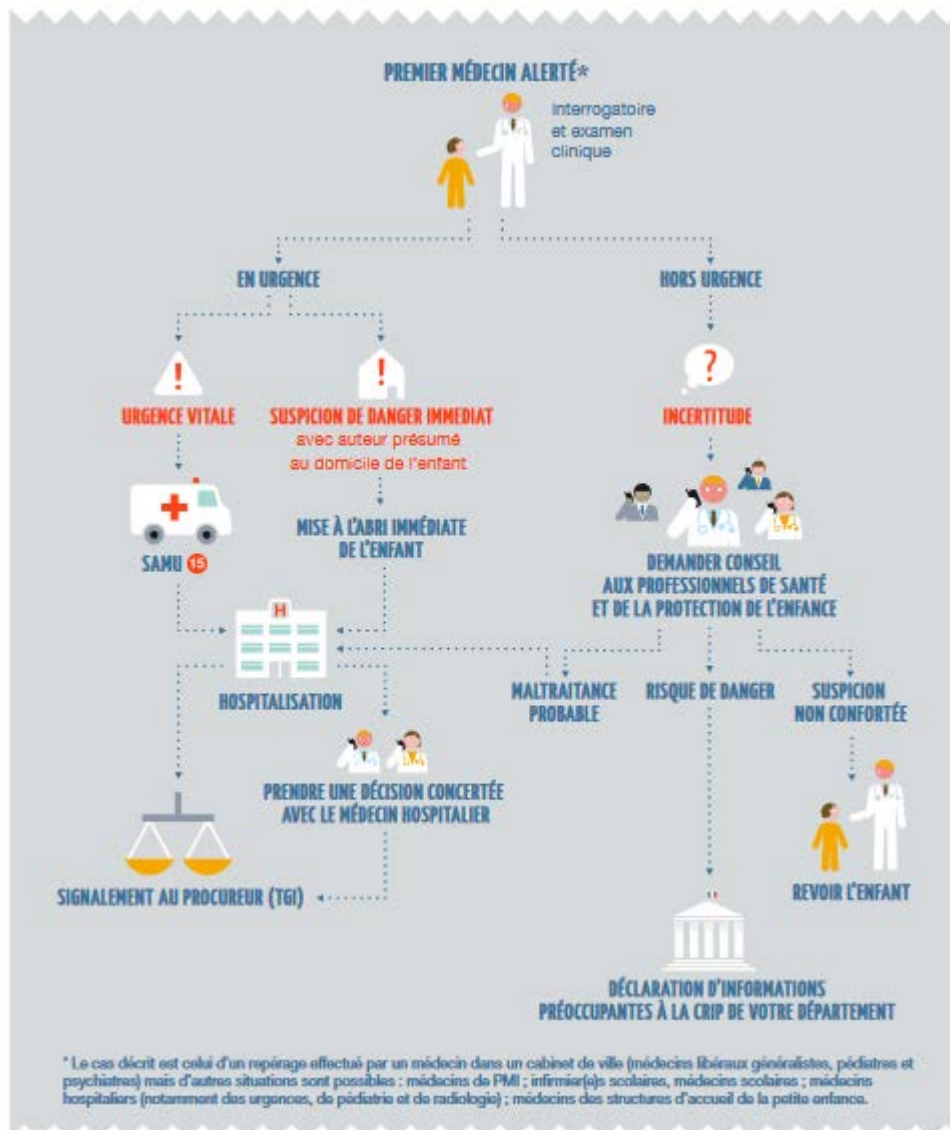 PREMIER MÉDECIN ALERTÉ*
Interrogatoire
et examen
clinique
EN URGENCE
HORS URGENCE
!
!
?
URGENCE VITALE
SUSPICION DE DANGER IMMÉDIAT
avec auteur présumé
au domicile de l'enfant
INCERTITUDE
SAMU 15
MISE À L'ABRI IMMÉDIATE
DE L'ENFANT
DEMANDER CONSEIL
AUX PROFESSIONNELS DE SANTÉ
ET DE LA PROTECTION DE L'ENFANCE
H
HOSPITALISATION
MALTRAITANCE
PROBABLE
RISQUE DE DANGER
SUSPICION
NON CONFORTÉE
PRENDRE UNE DÉCISION CONCERTÉE
AVEC LE MÉDECIN HOSPITALIER
SIGNALEMENT AU PROCUREUR (TGI)
REVOIR L'ENFANT
DÉCLARATION D'INFORMATIONS
PRÉOCCUPANTES À LA CRIP DE VOTRE DÉPARTEMENT
* Le cas décrit est celui d'un repérage effectué par un médecin dans un cabinet de ville (médecins libéraux généralistes, pédiatres et
psychiatres) mais d'autres situations sont possibles : médecins de PMI ; infirmier(e)s scolaires, médecins scolaires ; médecins
hospitaliers (notamment des urgences, de pédiatrie et de radiologie) ; médecins des structures d'accueil de la petite enfance.